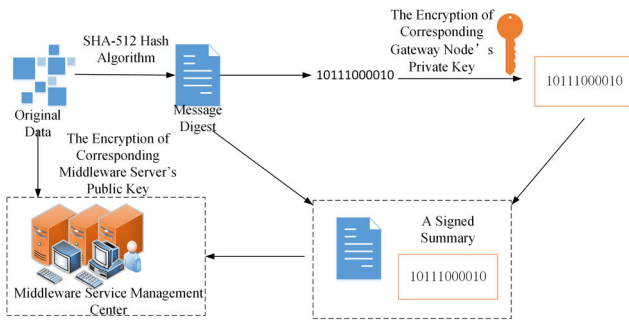 SHA-512 Hash
Algorithm
The Encryption of
Corresponding
Gateway Node’s
Private Key
10111000010
10111000010
Original
Data
Message
Digest
The Encryption of
Corresponding
Middleware Server's
Public Key
A Signed
Summary
10111000010
Middleware Service Management
Center